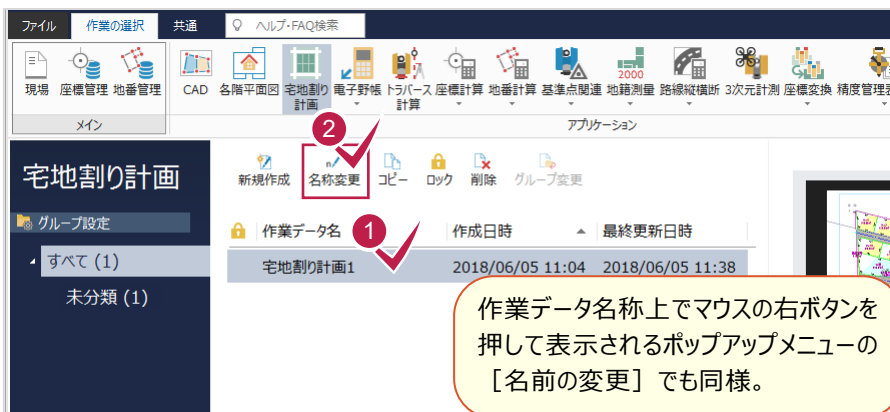 ファイル 作業の選択 共通 ヘルプ・FAQ検索
現場 座標管理 地番管理 CAD 各階平面図 宅地割り計画 電子野帳 トラバース計算 座標計算 地番計算 基準点関連 地籍測量 路線縦横断 3次元計測 座標変換 精度管理
2000
メイン アプリケーション
2
宅地割り計画
新規作成 名称変更 コピー ロック 削除 グループ変更
グループ設定
作業データ名 1 作成日時 最終更新日時
すべて (1)
宅地割り計画1 2018/06/05 11:04 2018/06/05 11:38
未分類 (1)
作業データ名称上でマウスの右ボタンを
押して表示されるポップアップメニューの
［名前の変更］でも同様。